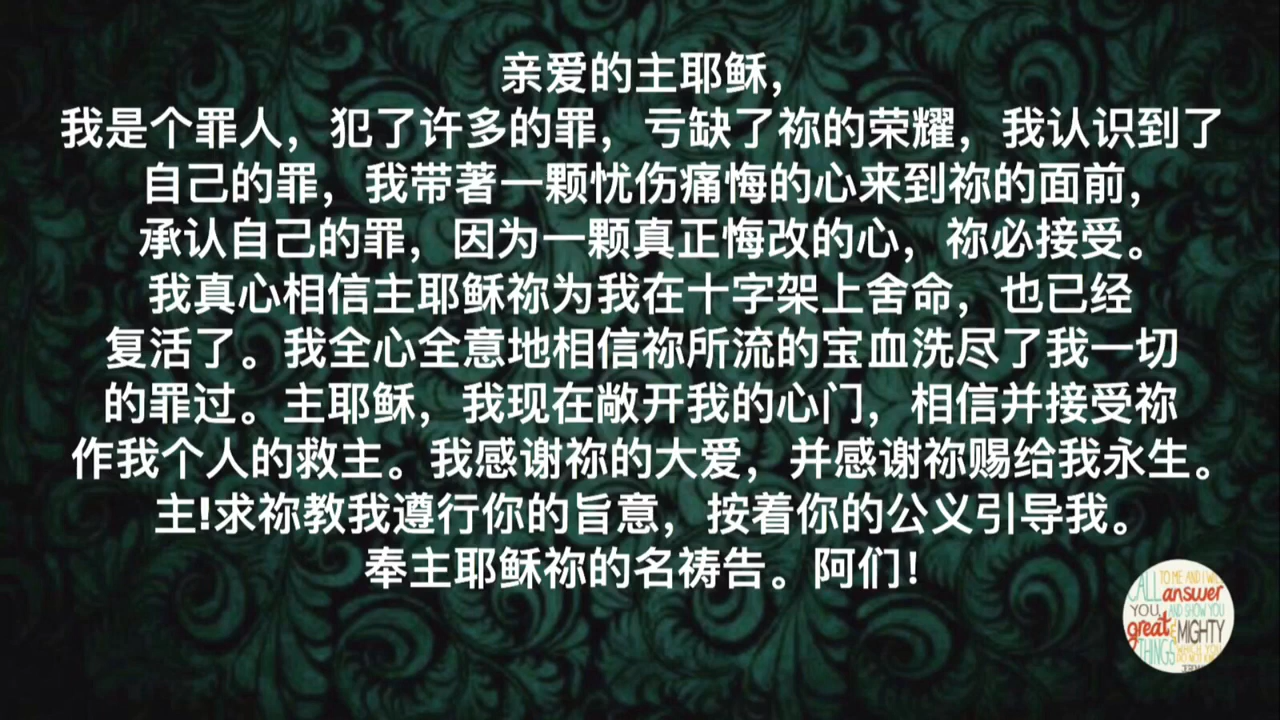 亲爱的主耶稣,
我是个罪人，犯了许多的罪，亏缺了祢的荣耀，我认识到了
自己的罪，我带著一颗忧伤痛悔的心来到祢的面前，
承认自己的罪，因为一颗真正悔改的心，祢必接受。
我真心相信主耶稣祢为我在十字架上舍命，也已经
复活了。我全心全意地相信祢所流的宝血洗尽了我一切
的罪过。主耶稣，我现在敞开我的心门，相信并接受祢
作我个人的救主。我感谢祢的大爱，并感谢祢赐给我永生。
主!求祢教我遵行你的旨意，按着你的公义引导我。
奉主耶稣祢的名祷告。阿们!
TO ME AND I WILL
CALL answer
YOU AND SHOW YOU
great & MIGHTY
THINGS